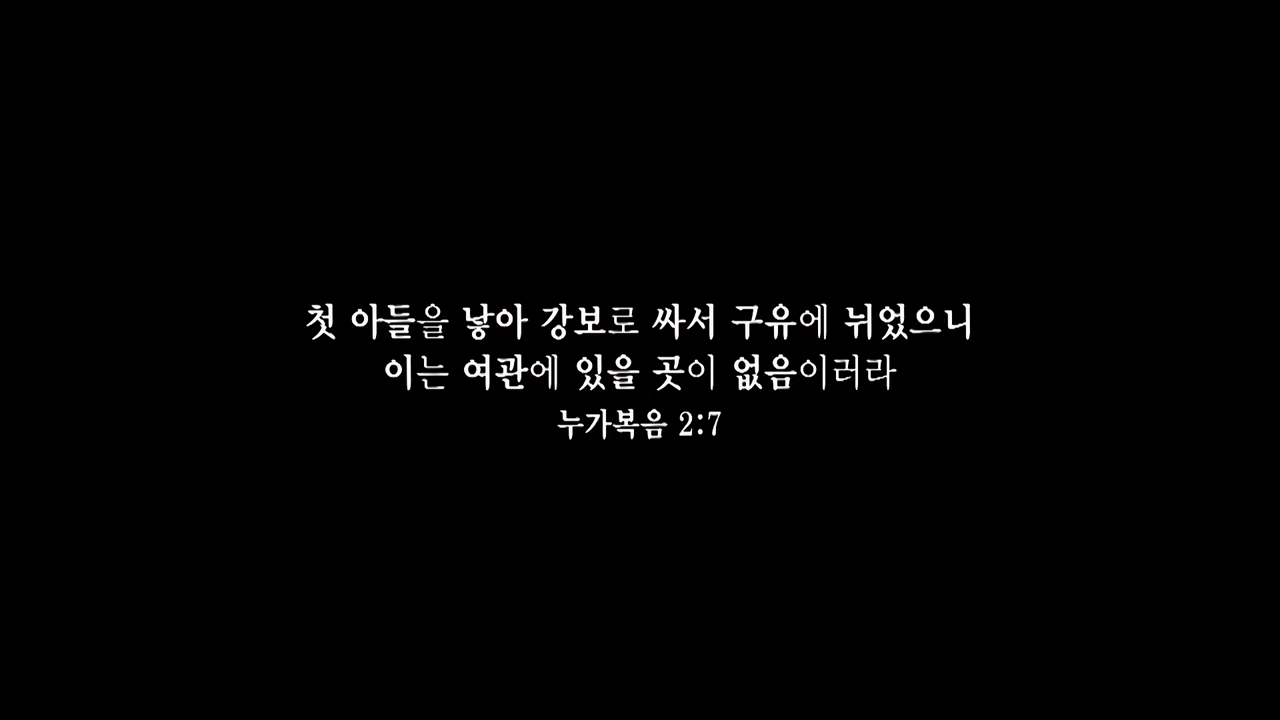 첫 아들을 낳아 강보로 싸서 구유에 뉘었으니
이는 여관에 있을 곳이 없음이러라
누가복음 2:7